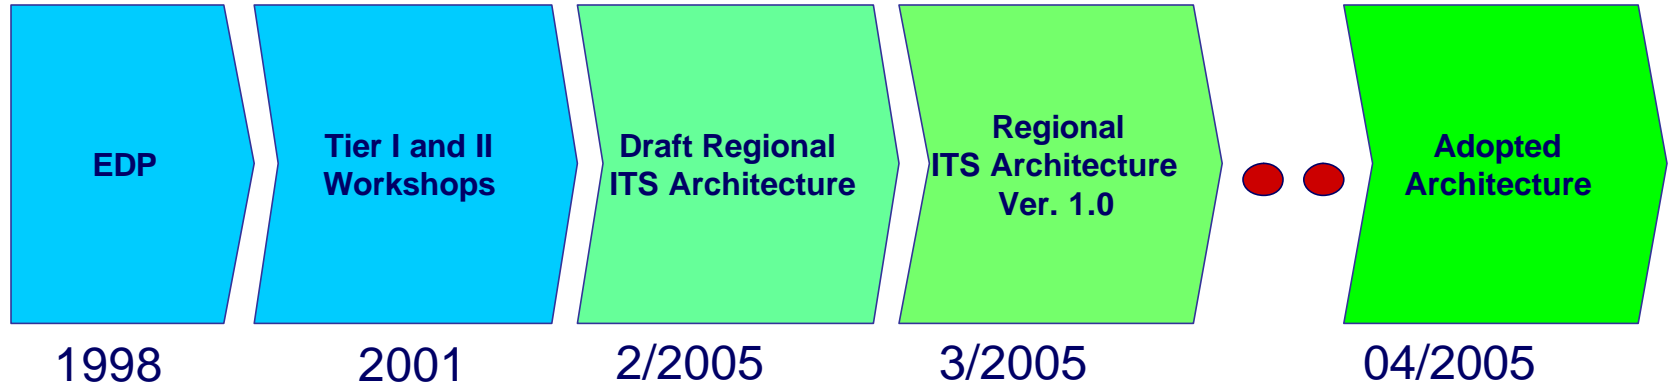 EDP
Tier I and II
Workshops
Draft Regional
ITS Architecture
Regional
ITS Architecture
Ver. 1.0
Adopted
Architecture
1998
2001
2/2005
3/2005
04/2005